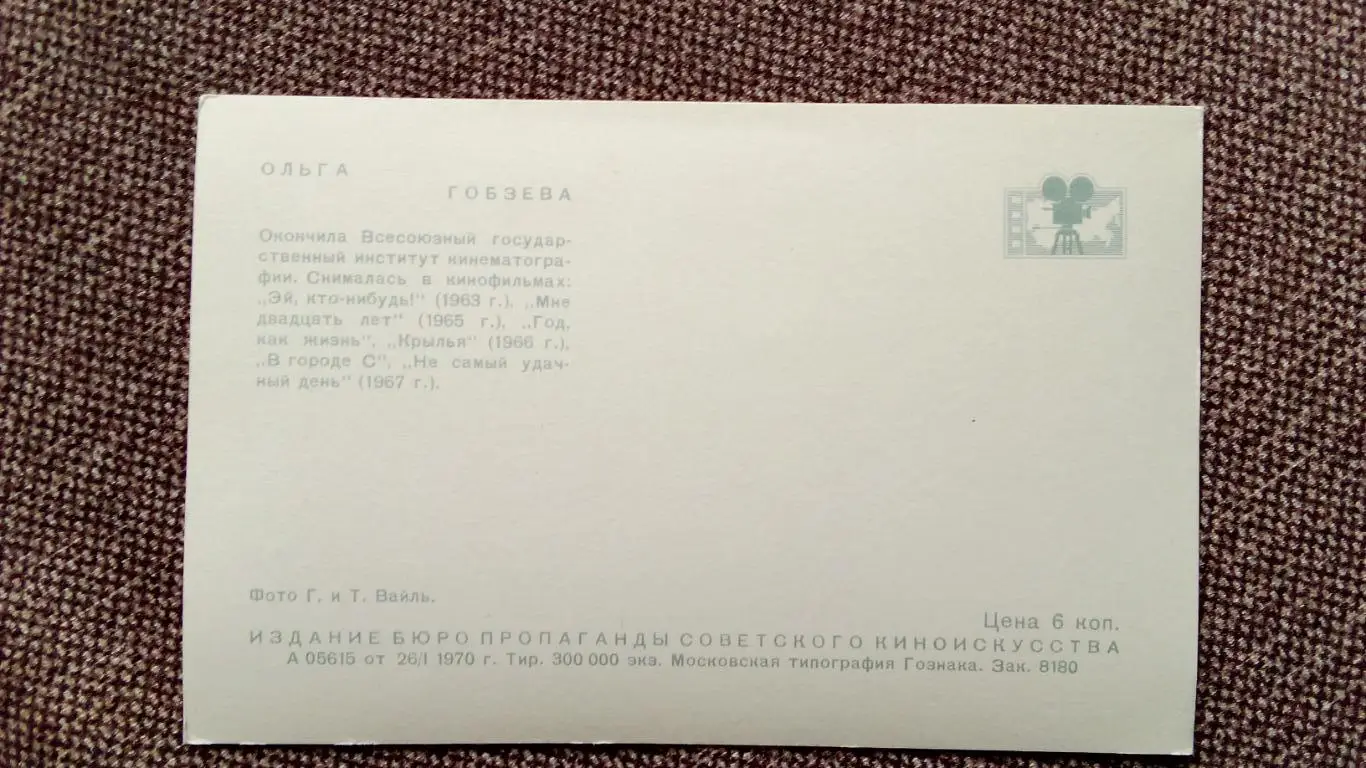 ОЛЬГА
ГОБЗЕВА
Окончила Всесоюзный государ-
ственный институт кинематогра-
фии. Снималась в кинофильмах:
„Эй, кто-нибудь!" (1963 г.), „Мне
двадцать лет" (1965 г.), „Год,
как жизнь", „Крылья" (1966 г.),
„В городе С", „Не самый удач-
ный день" (1967 г.).
Фото Г. и Т. Вайль.
Цена 6 коп.
ИЗДАНИЕ БЮРО ПРОПАГАНДЫ СОВЕТСКОГО КИНОИСКУССТВА
А 05615 от 26/I 1970 г. Тир. 300 000 экз. Московская типография Гознака. Зак. 8180